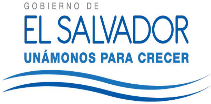 GOBIERNO DE
EL SALVADOR
UNÁMONOS PARA CRECER